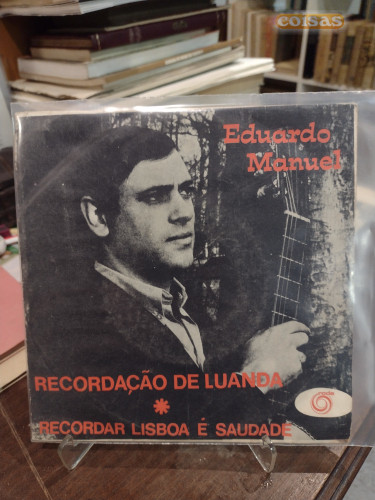 coisas
Eduardo
Manuel
RECORDAÇÃO DE LUANDA
*
RECORDAR LISBOA É SAUDADE